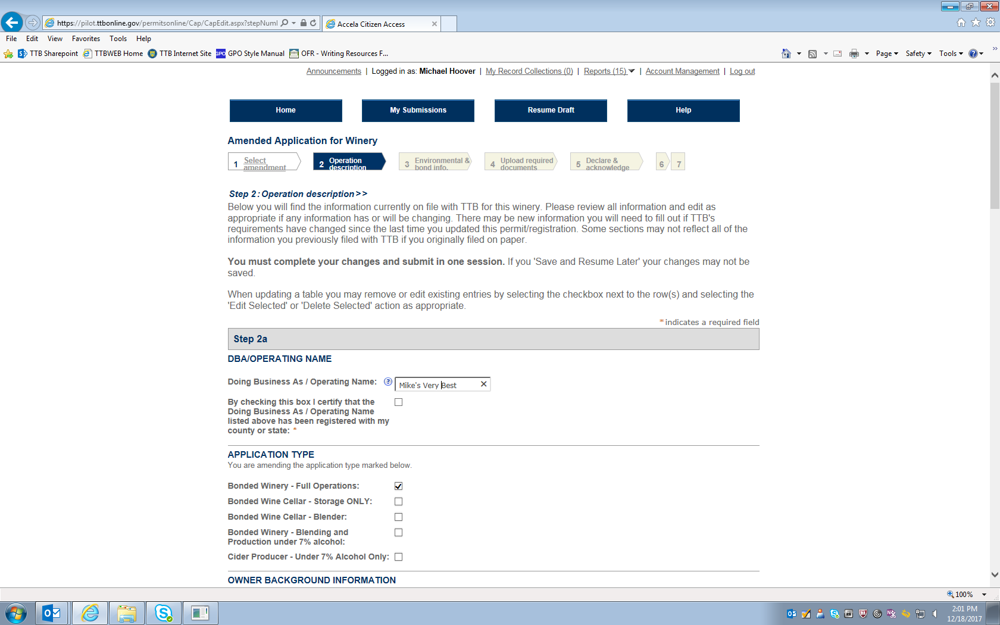 https://pilot.ttbonline.gov/permitsonline/Cap/CapEdit.aspx?stepNuml
Accela Citizen Access
File Edit View Favorites Tools Help
TTB Sharepoint TTBWEB Home TTB Internet Site GPO GPO Style Manual OFR - Writing Resources F...
Page Safety Tools
Announcements | Logged in as: Michael Hoover | My Record Collections (0) | Reports (15) | Account Management | Log out
Home My Submissions Resume Draft Help
Amended Application for Winery
1 Select amendment
2 Operation description
3 Environmental & bond info.
4 Upload required documents
5 Declare & acknowledge
6 7
Step 2: Operation description>>
Below you will find the information currently on file with TTB for this winery. Please review all information and edit as
appropriate if any information has or will be changing. There may be new information you will need to fill out if TTB's
requirements have changed since the last time you updated this permit/registration. Some sections may not reflect all of the
information you previously filed with TTB if you originally filed on paper.
You must complete your changes and submit in one session. If you 'Save and Resume Later' your changes may not be
saved.
When updating a table you may remove or edit existing entries by selecting the checkbox next to the row(s) and selecting the
'Edit Selected' or 'Delete Selected' action as appropriate.
*indicates a required field
Step 2a
DBA/OPERATING NAME
Doing Business As / Operating Name: ? Mike's Very Best
By checking this box I certify that the
Doing Business As / Operating Name
listed above has been registered with my
county or state: *
APPLICATION TYPE
You are amending the application type marked below.
Bonded Winery - Full Operations:
Bonded Wine Cellar - Storage ONLY:
Bonded Wine Cellar - Blender:
Bonded Winery - Blending and
Production under 7% alcohol:
Cider Producer - Under 7% Alcohol Only:
OWNER BACKGROUND INFORMATION
100%
2:01 PM
12/18/2017